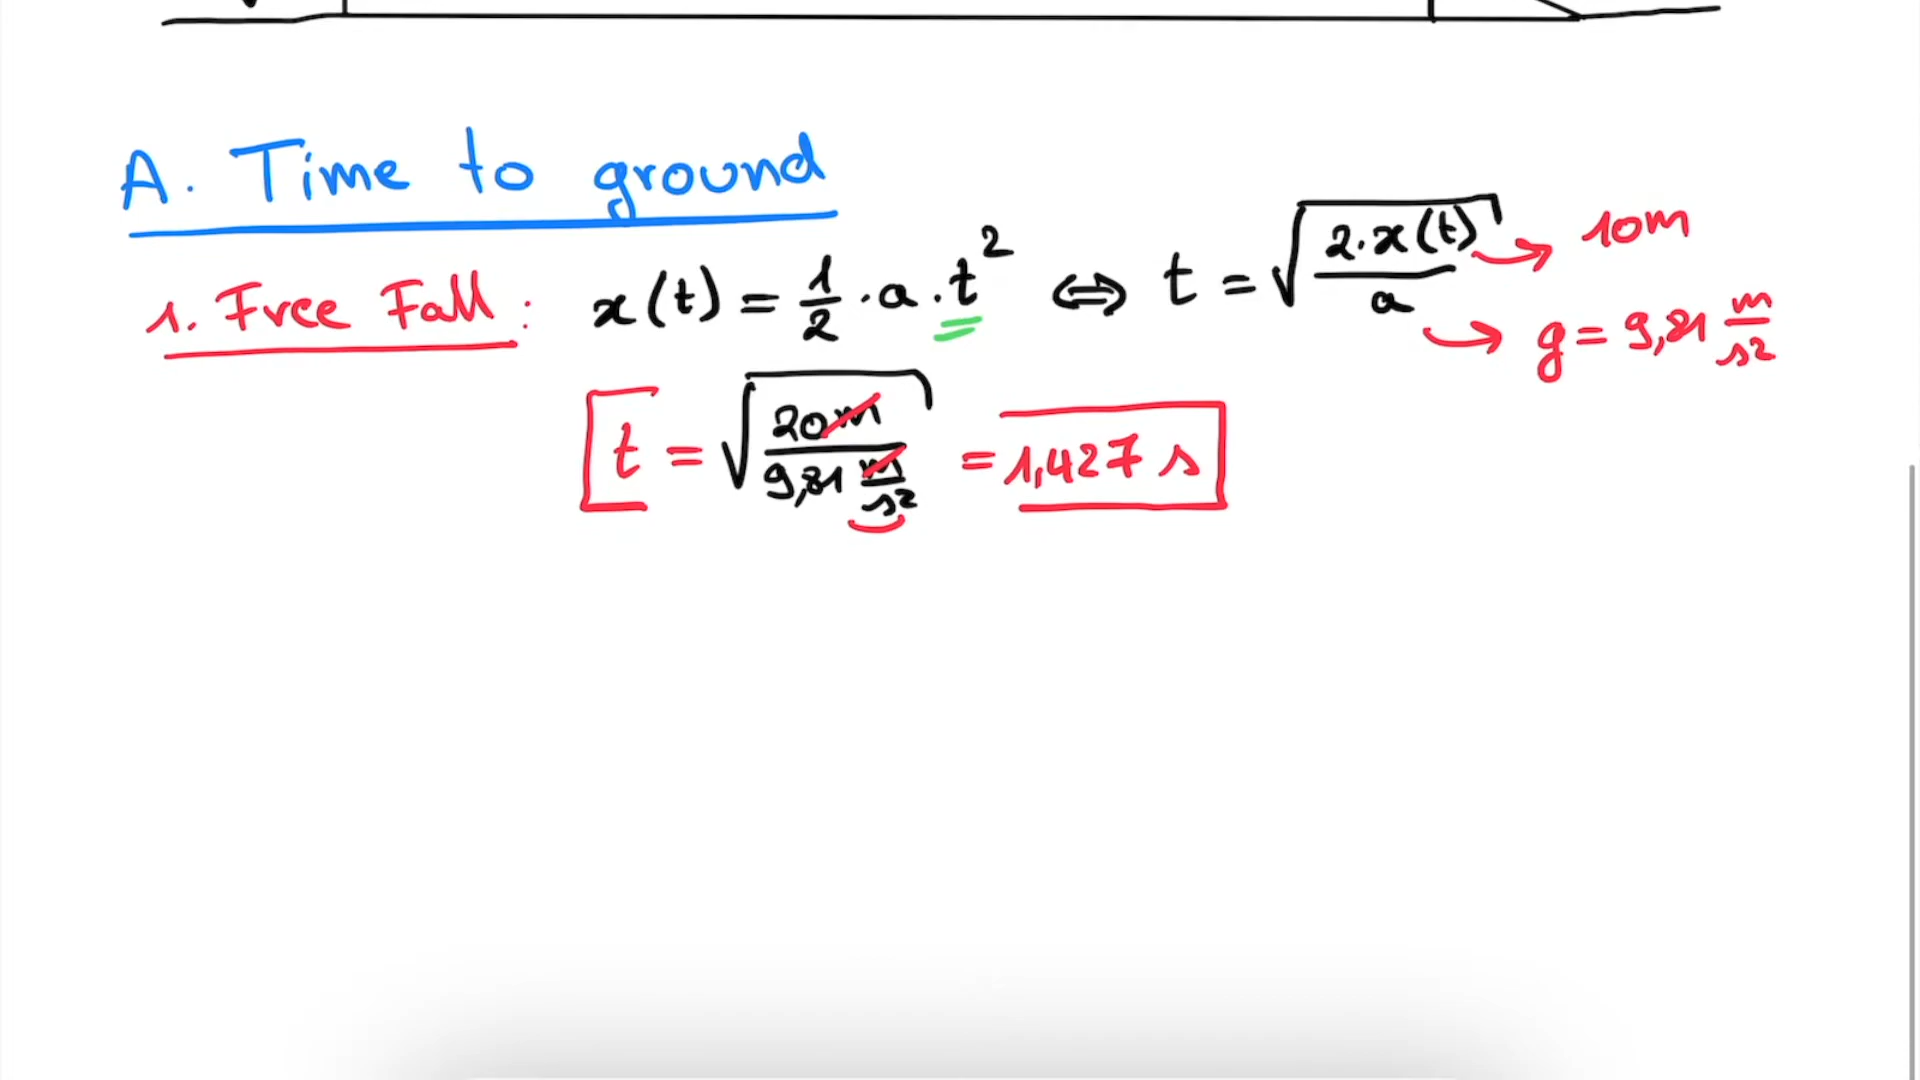 A. Time to ground
1. Free Fall: x(t) = 1/2 · a · t² ⇔ t = √(2·x(t)/a) → 10m
→ g = 9,81 m/s²
t = √(20m / 9,81 m/s²) = 1,427 s